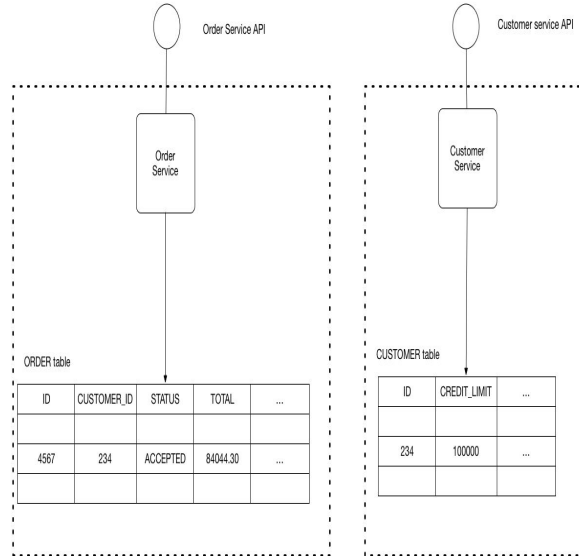 Order Service API
Customer service API
Order
Service
Customer
Service
ORDER table
ID CUSTOMER_ID STATUS TOTAL ...
4567 234 ACCEPTED 84044.30 ...
CUSTOMER table
ID CREDIT_LIMIT ...
234 100000 ...